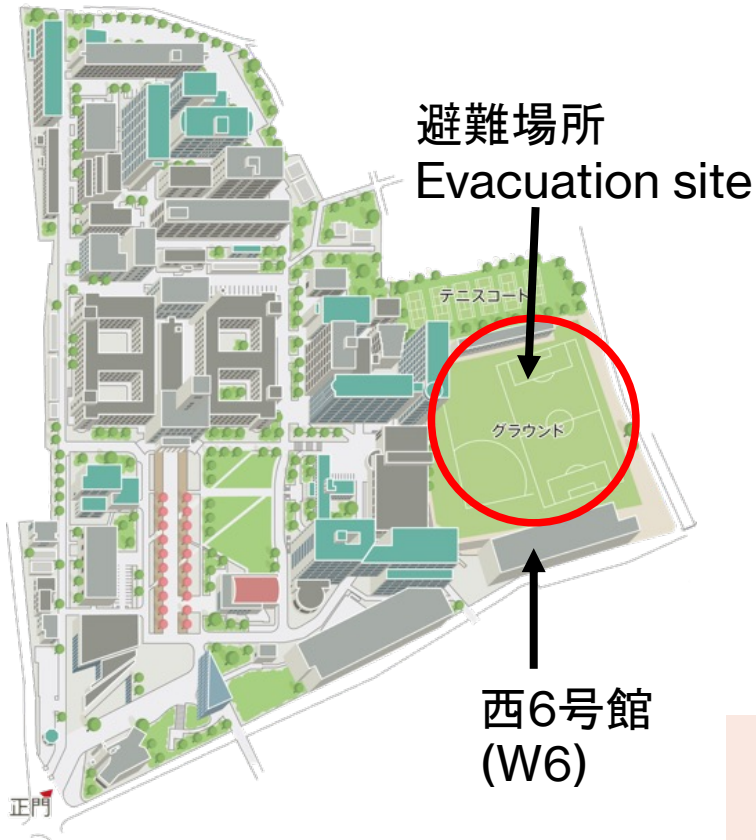 避難場所
Evacuation site
テニスコート
グラウンド
西6号館
(W6)
正門